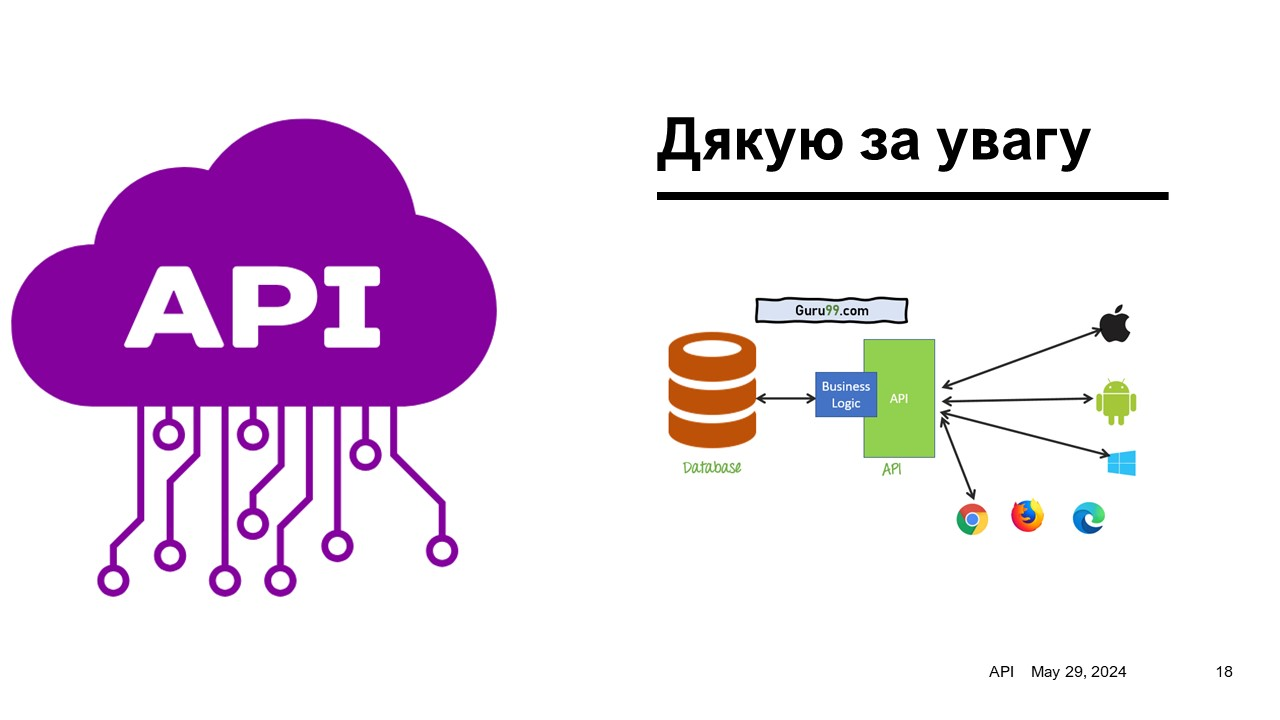 API
Дякую за увагу
Guru99.com
Business
Logic
API
Database
API
API May 29, 2024 18